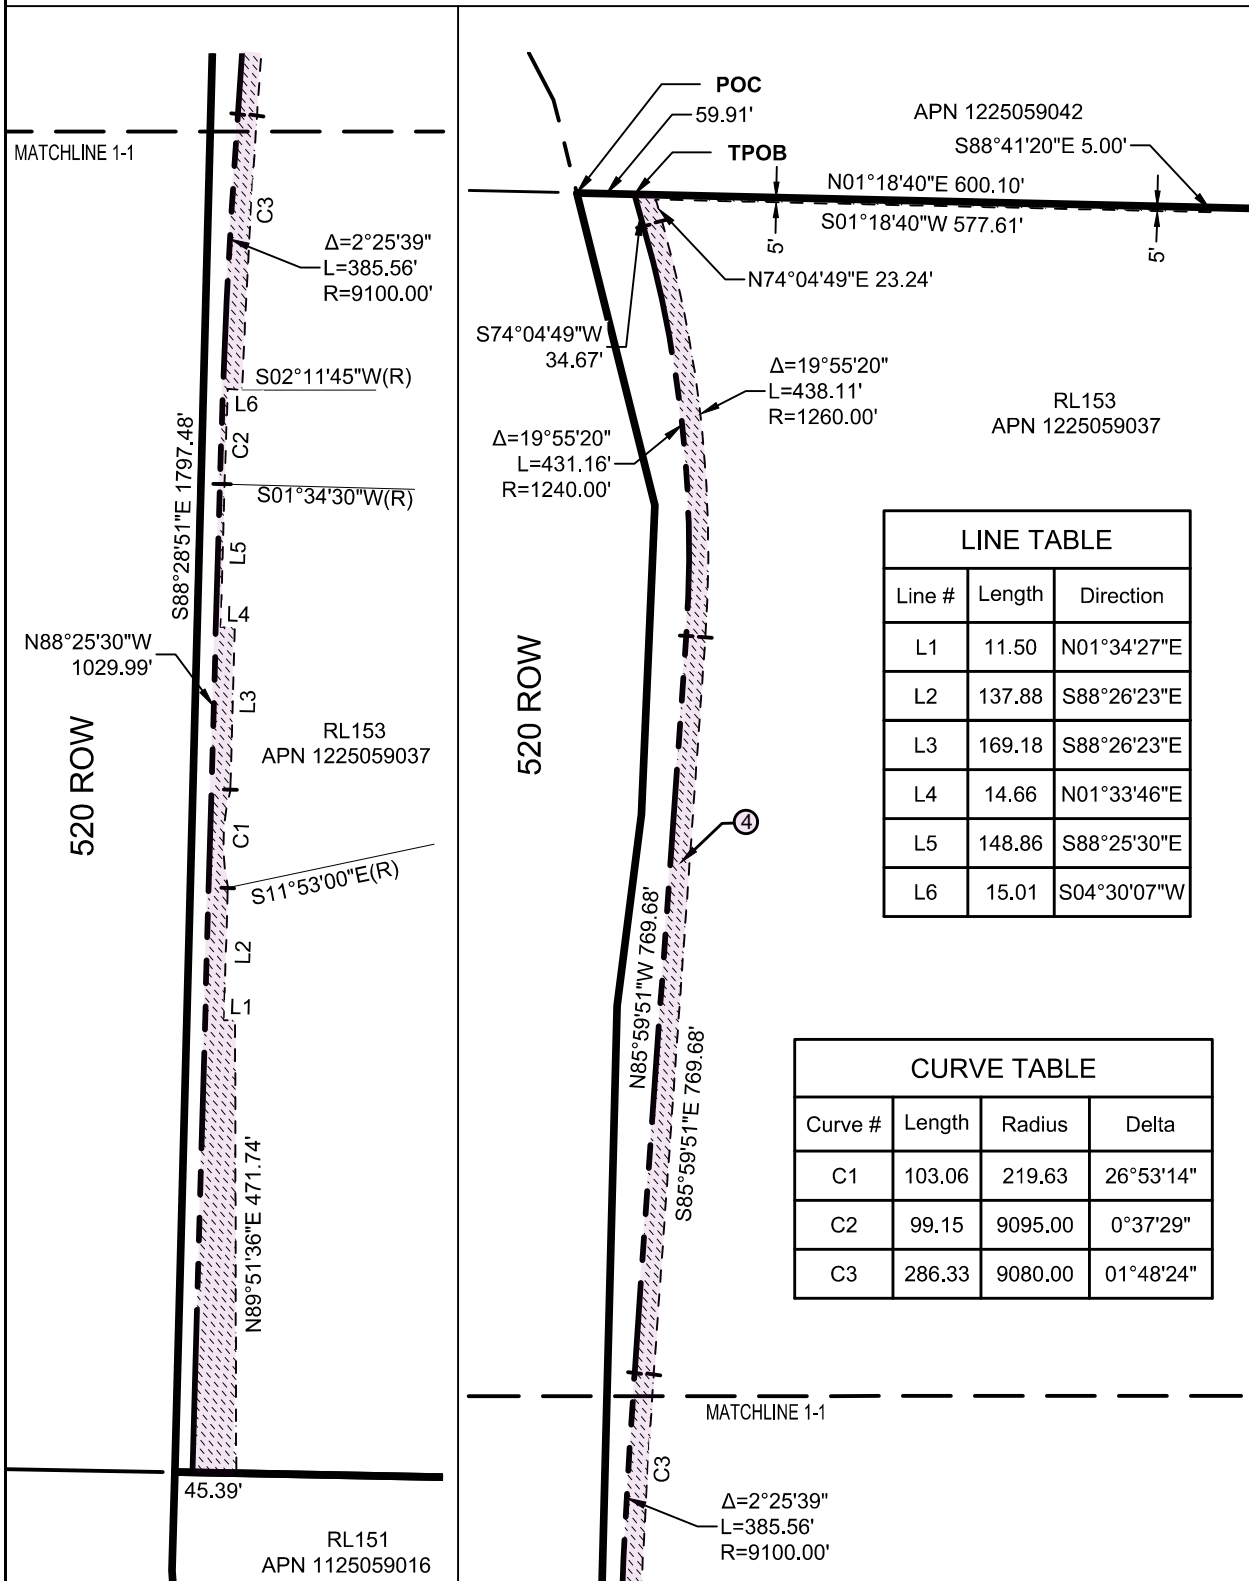 MATCHLINE 1-1
C3
Δ=2°25'39"
L=385.56'
R=9100.00'
S02°11'45"W(R)
L6
C2
S88°28'51"E 1797.48'
S01°34'30"W(R)
L5
L4
N88°25'30"W
1029.99'
L3
520 ROW
RL153
APN 1225059037
C1
S11°53'00"E(R)
L2
L1
N89°51'36"E 471.74'
45.39'
RL151
APN 1125059016
POC
59.91'
TPOB
APN 1225059042
S88°41'20"E 5.00'
N01°18'40"E 600.10'
S01°18'40"W 577.61'
5'
5'
N74°04'49"E 23.24'
S74°04'49"W
34.67'
Δ=19°55'20"
L=438.11'
R=1260.00'
RL153
APN 1225059037
Δ=19°55'20"
L=431.16'
R=1240.00'
520 ROW
4
N85°59'51"W 769.68'
S85°59'51"E 769.68'
LINE TABLE
Line # Length Direction
L1 11.50 N01°34'27"E
L2 137.88 S88°26'23"E
L3 169.18 S88°26'23"E
L4 14.66 N01°33'46"E
L5 148.86 S88°25'30"E
L6 15.01 S04°30'07"W
CURVE TABLE
Curve # Length Radius Delta
C1 103.06 219.63 26°53'14"
C2 99.15 9095.00 0°37'29"
C3 286.33 9080.00 01°48'24"
MATCHLINE 1-1
C3
Δ=2°25'39"
L=385.56'
R=9100.00'